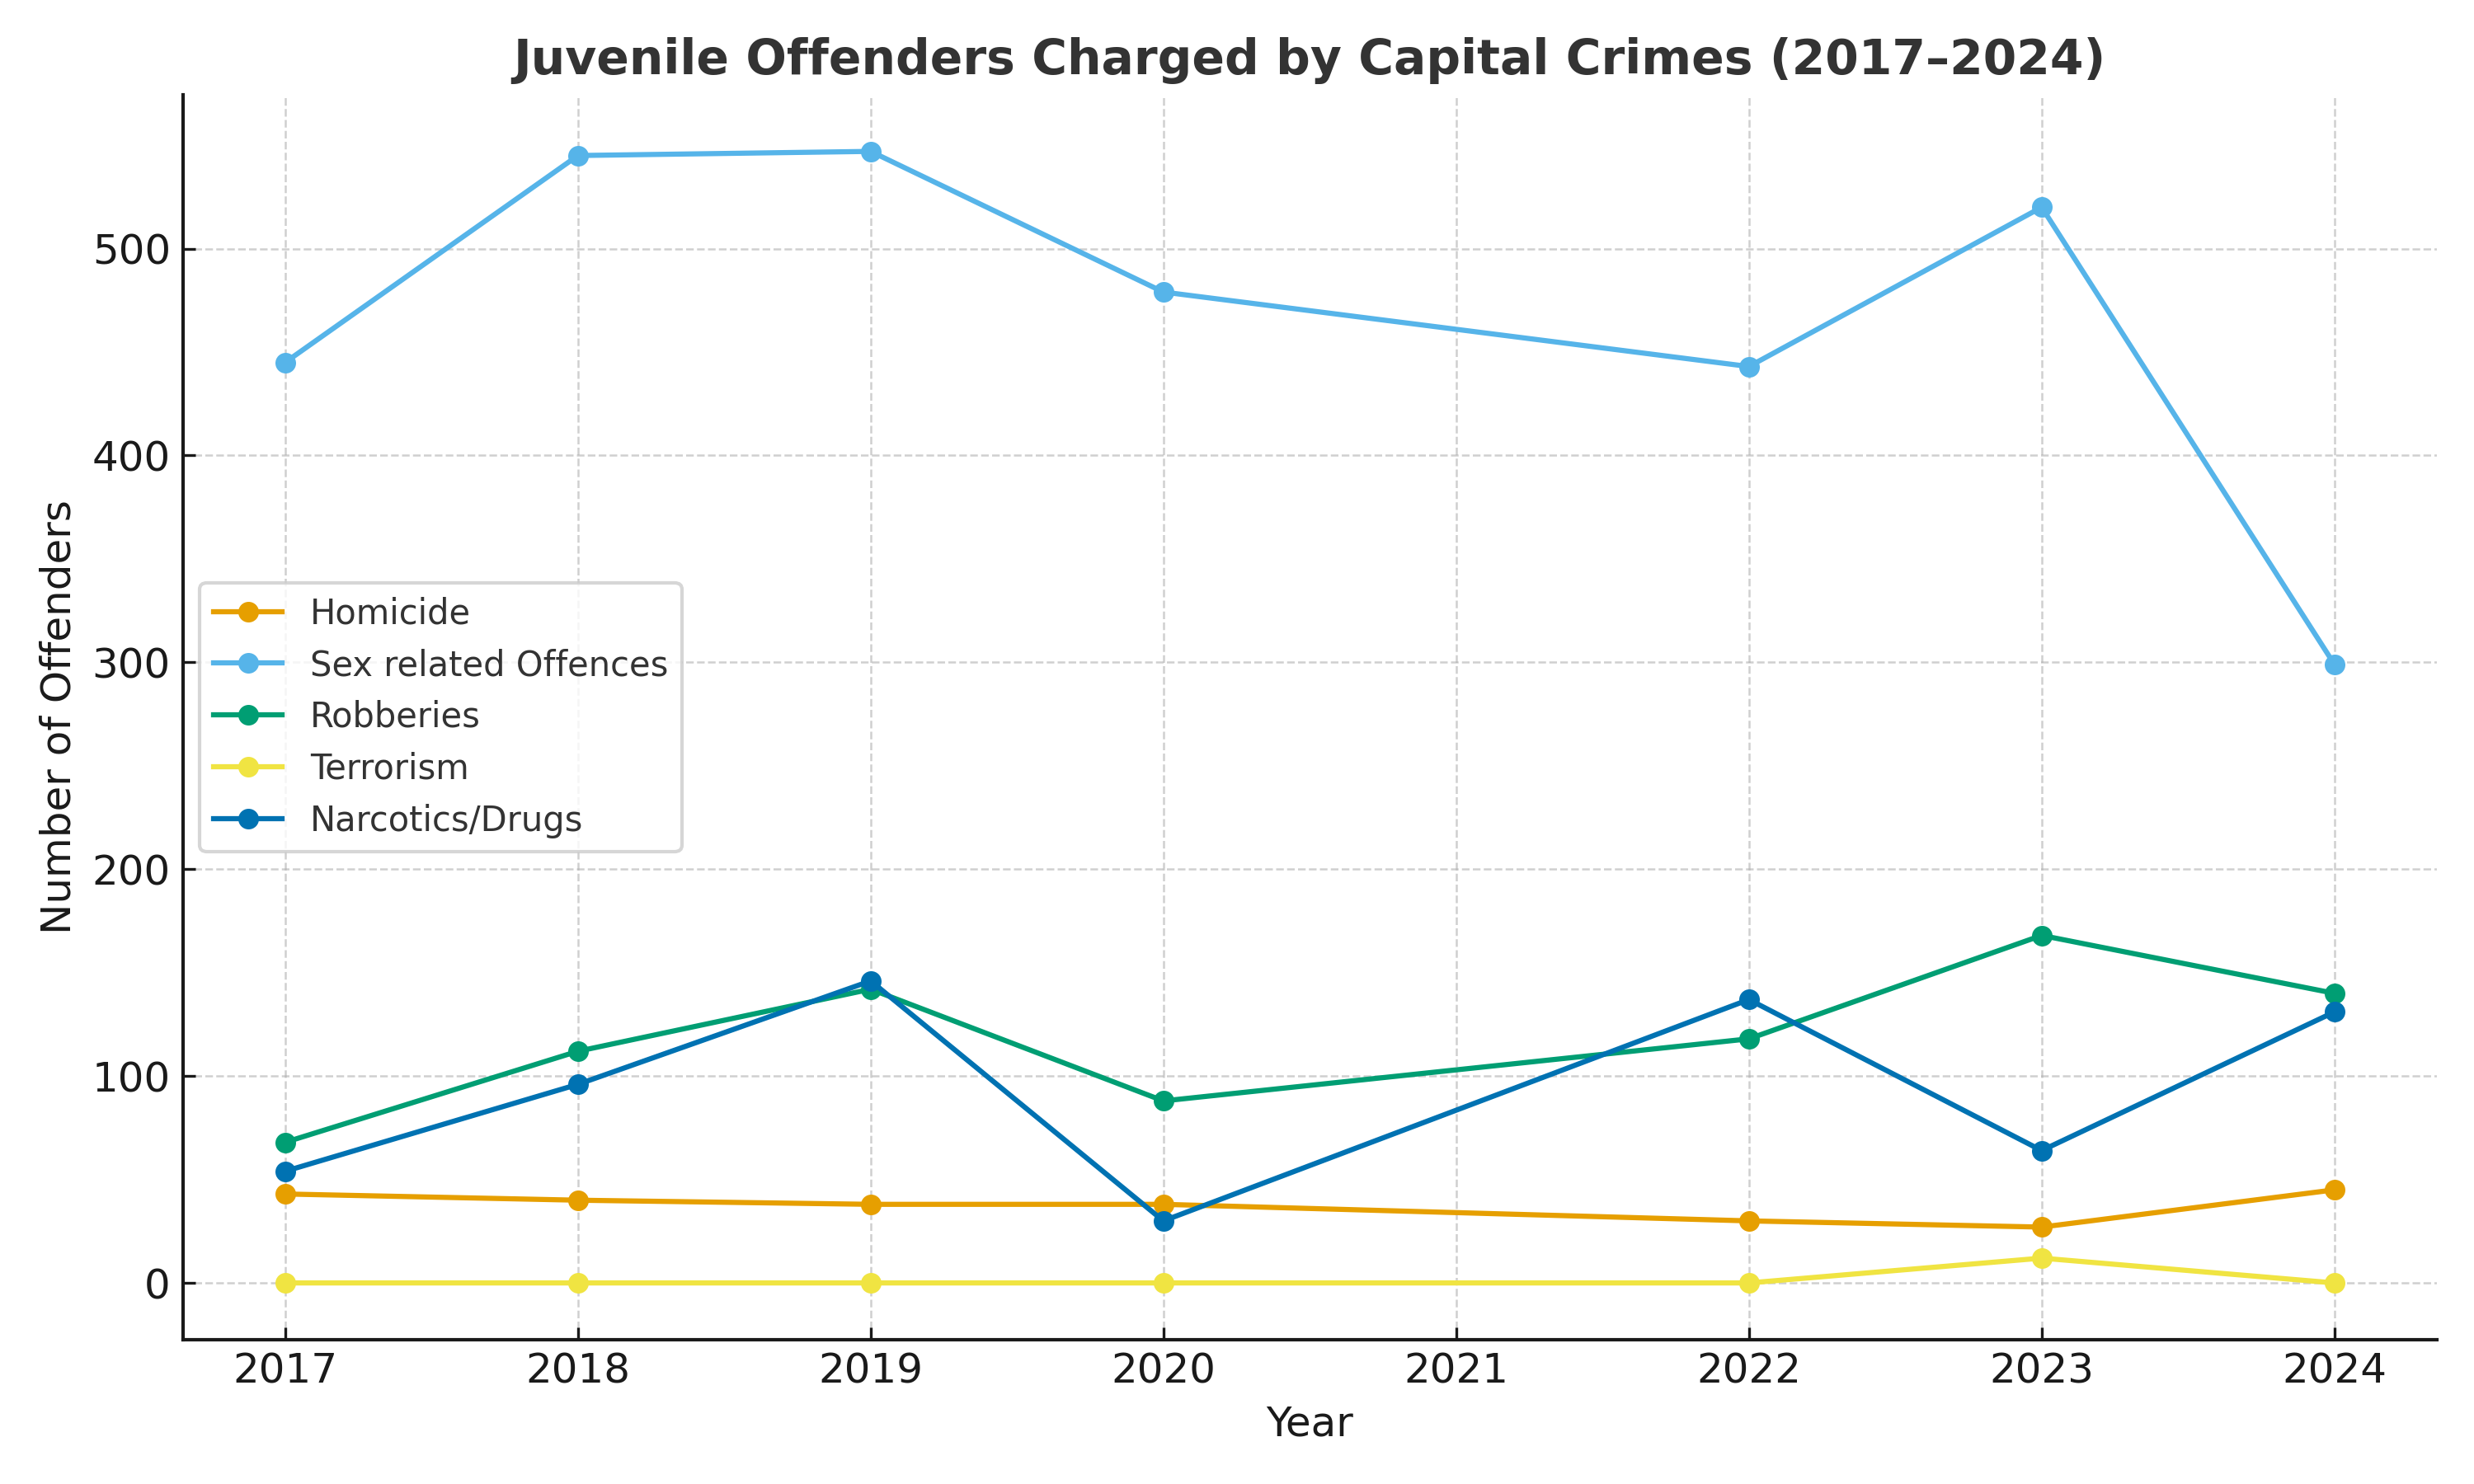 Juvenile Offenders Charged by Capital Crimes (2017–2024)
Number of Offenders
500
400
300
200
100
0
Homicide
Sex related Offences
Robberies
Terrorism
Narcotics/Drugs
2017 2018 2019 2020 2021 2022 2023 2024
Year